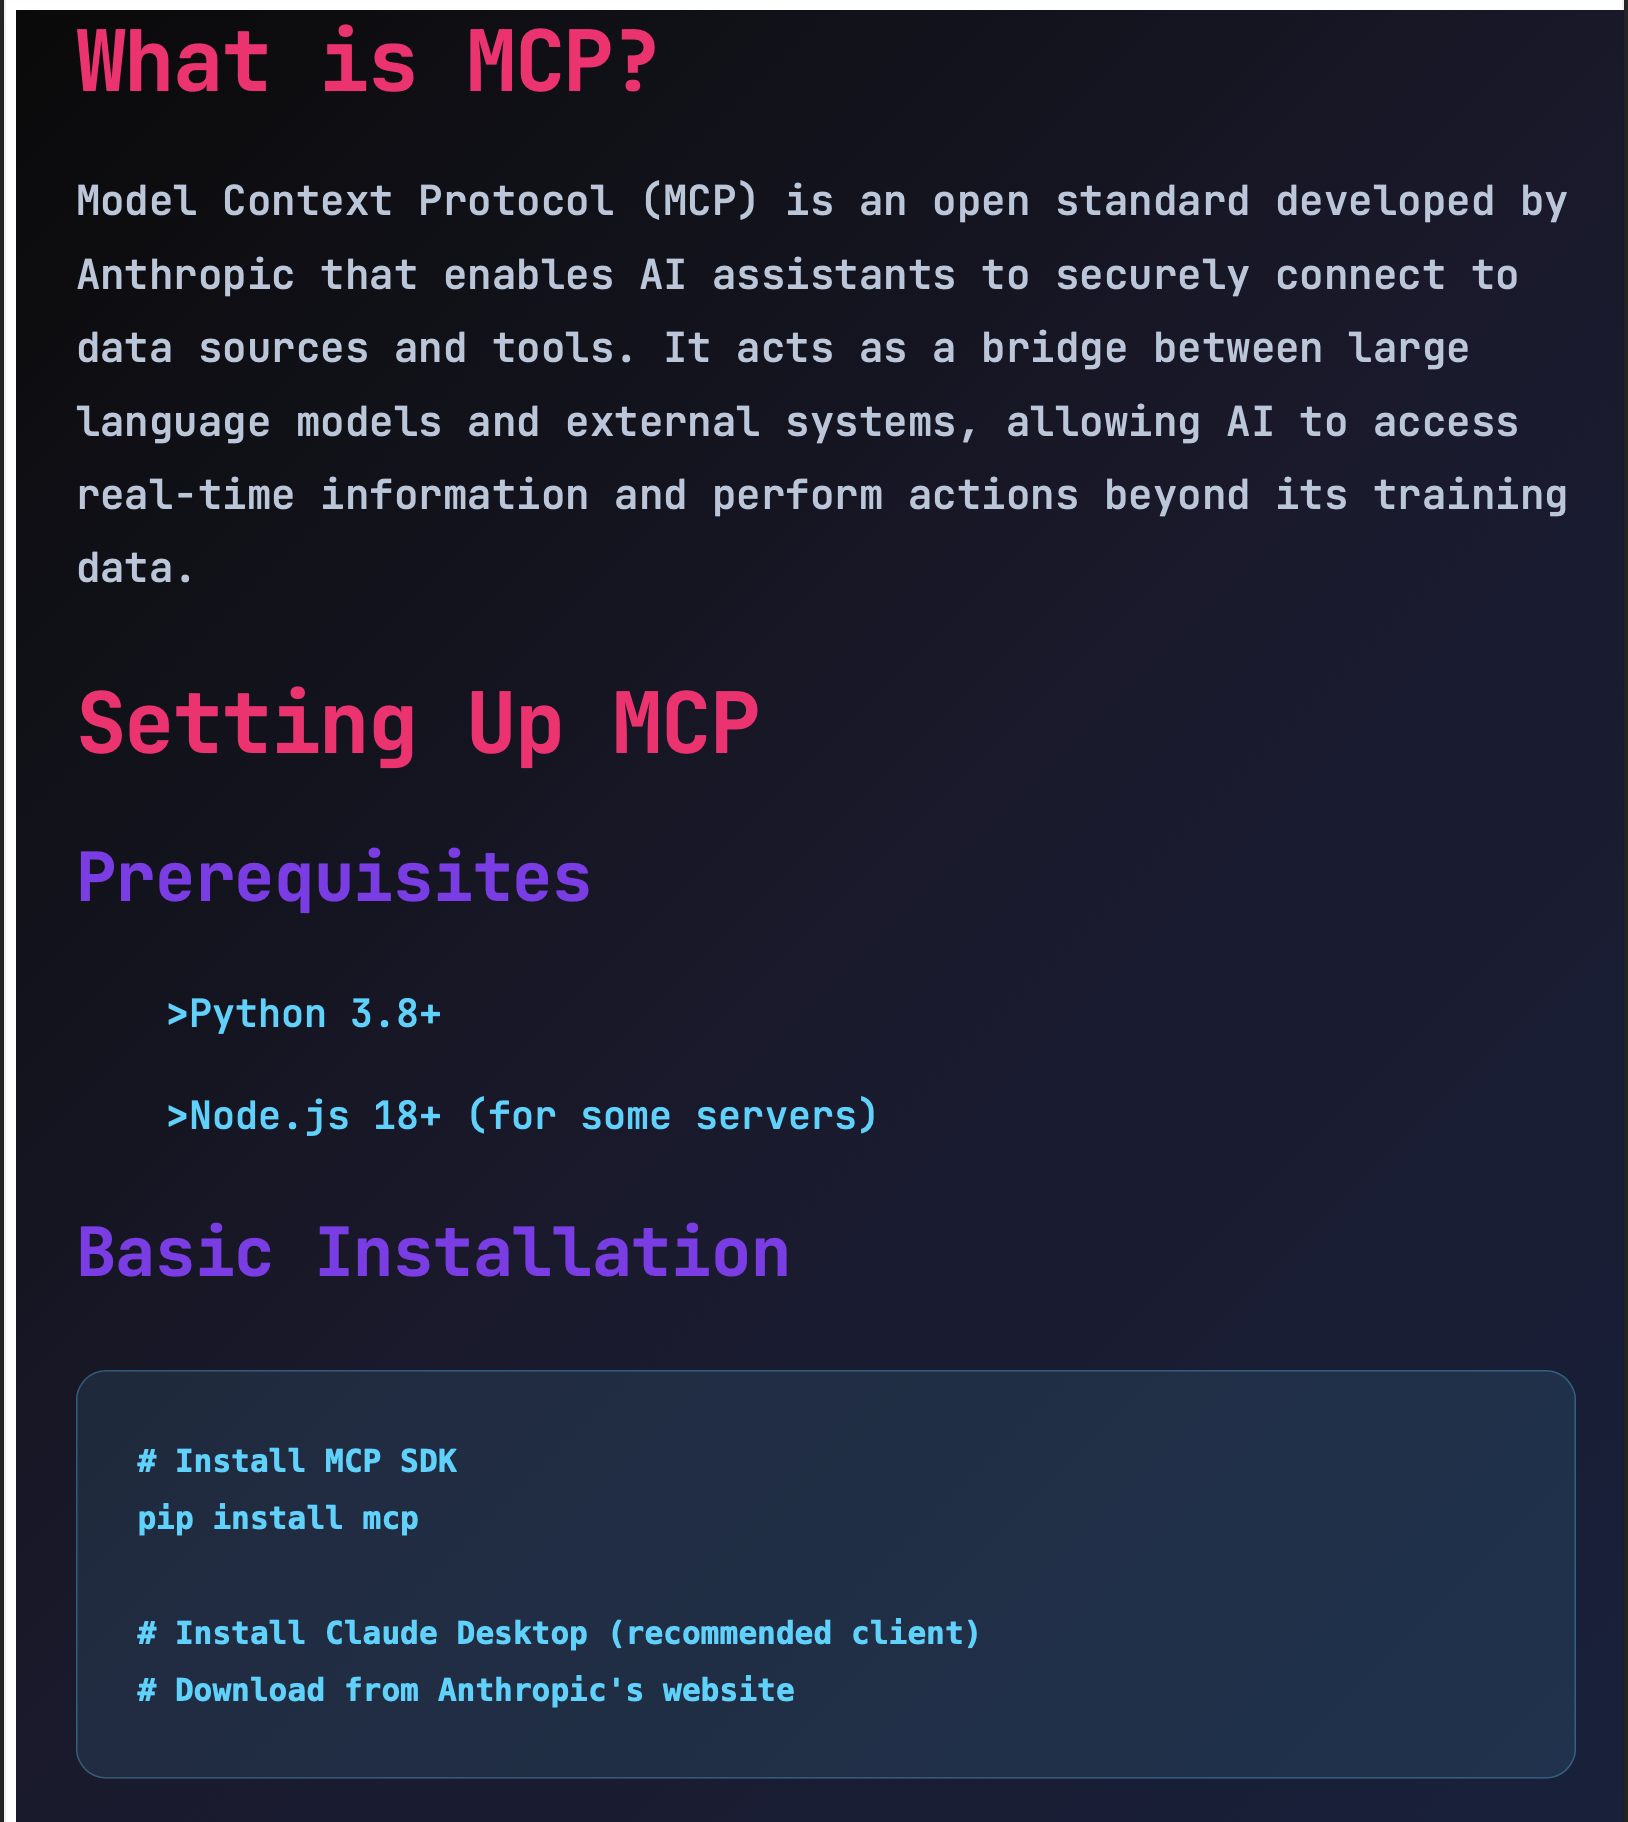 What is MCP?
Model Context Protocol (MCP) is an open standard developed by
Anthropic that enables AI assistants to securely connect to
data sources and tools. It acts as a bridge between large
language models and external systems, allowing AI to access
real-time information and perform actions beyond its training
data.
Setting Up MCP
Prerequisites
>Python 3.8+
>Node.js 18+ (for some servers)
Basic Installation
# Install MCP SDK
pip install mcp
# Install Claude Desktop (recommended client)
# Download from Anthropic's website